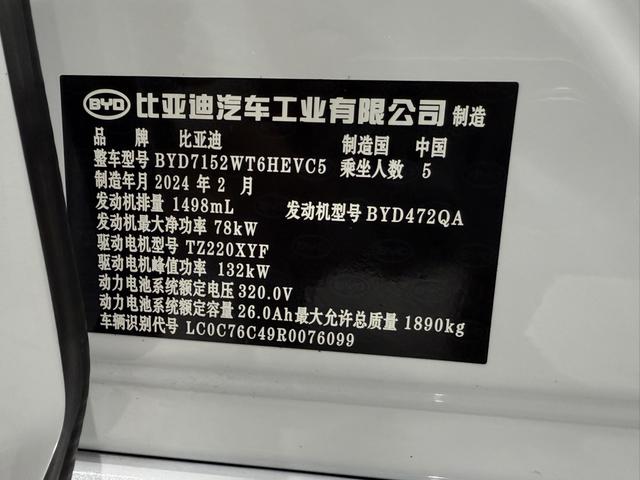 BYD 比亚迪汽车工业有限公司 制造
品 牌 比亚迪 制造国 中国
整车型号 BYD7152WT6HEVC5 乘坐人数 5
制造年月 2024 年 2 月
发动机排量 1498mL 发动机型号 BYD472QA
发动机最大净功率 78kW
驱动电机型号 TZ220XYF
驱动电机峰值功率 132kW
动力电池系统额定电压 320.0V
动力电池系统额定容量 26.0Ah 最大允许总质量 1890kg
车辆识别代号 LC0C76C49R0076099